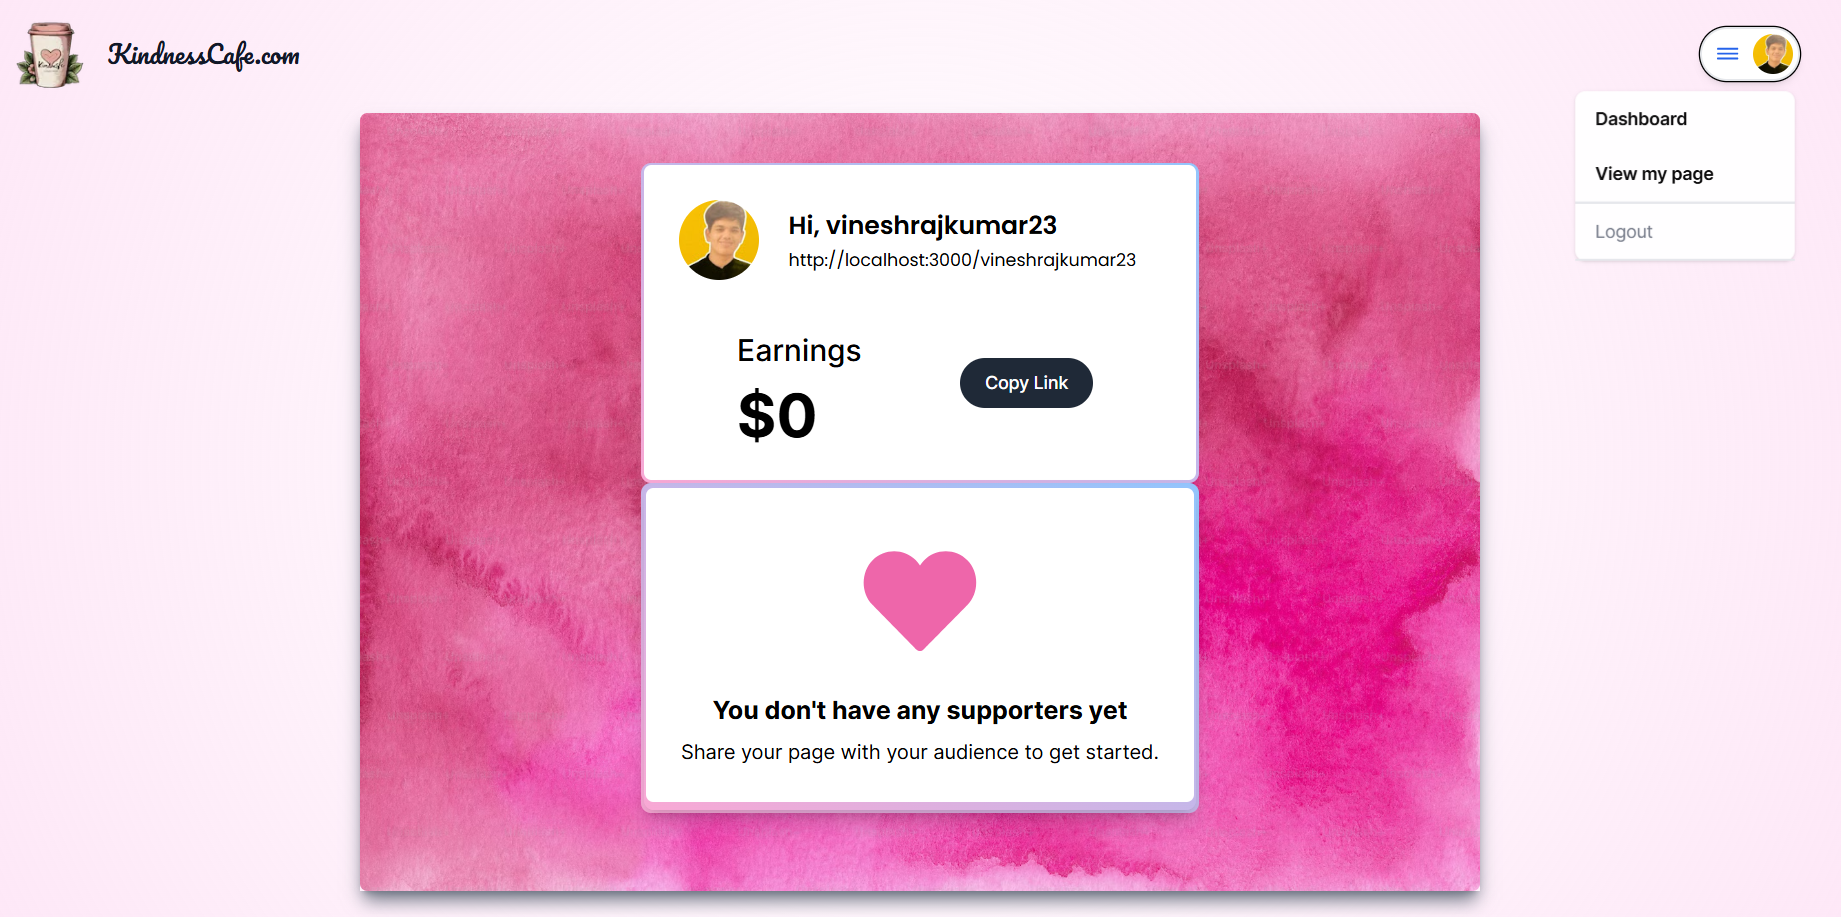 KindnessCafe.com
Dashboard
View my page
Logout
Hi, vineshrajkumar23
http://localhost:3000/vineshrajkumar23
Earnings
$0
Copy Link
You don't have any supporters yet
Share your page with your audience to get started.